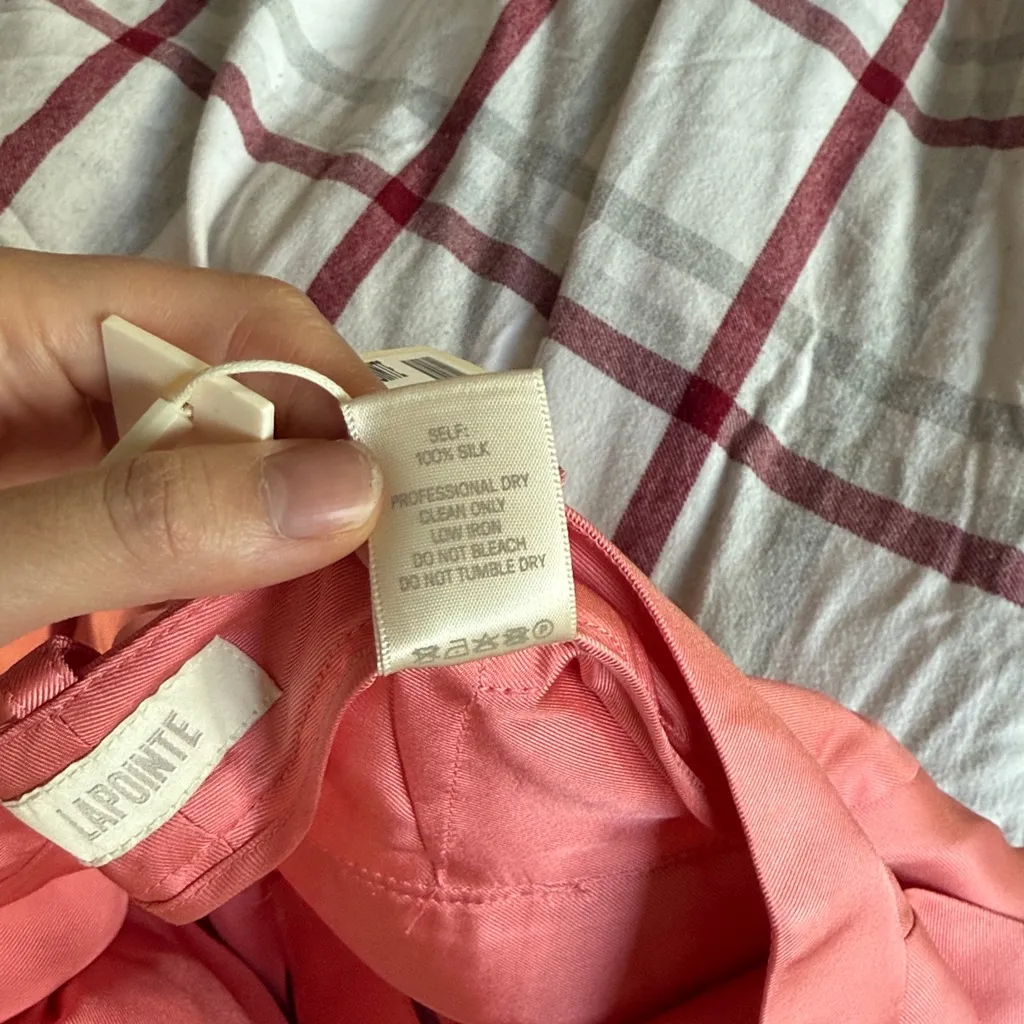 SELF:
100% SILK
PROFESSIONAL DRY
CLEAN ONLY
LOW IRON
DO NOT BLEACH
DO NOT TUMBLE DRY
LAPOINTE